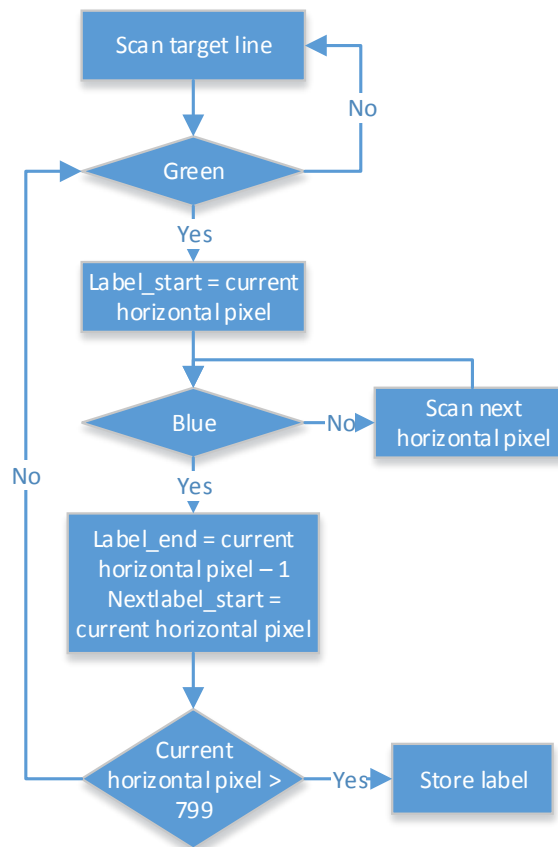 Scan target line
No
Green
Yes
Label_start = current
horizontal pixel
Blue
No
Scan next
horizontal pixel
No
Yes
Label_end = current
horizontal pixel – 1
Nextlabel_start =
current horizontal pixel
Current
horizontal pixel >
799
Yes
Store label